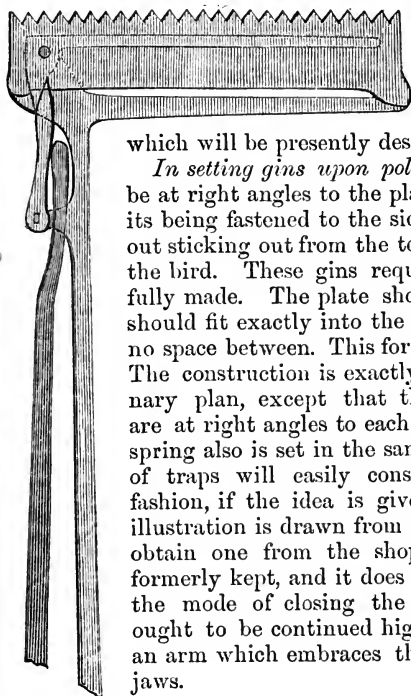 which will be presently des
In setting gins upon pol
be at right angles to the pla
its being fastened to the sid
out sticking out from the to
the bird. These gins requ
fully made. The plate sho
should fit exactly into the
no space between. This for
The construction is exactly
nary plan, except that t
are at right angles to each
spring also is set in the sar
of traps will easily cons
fashion, if the idea is give
illustration is drawn from
obtain one from the shop
formerly kept, and it does
the mode of closing the
ought to be continued hig
an arm which embraces th
jaws.